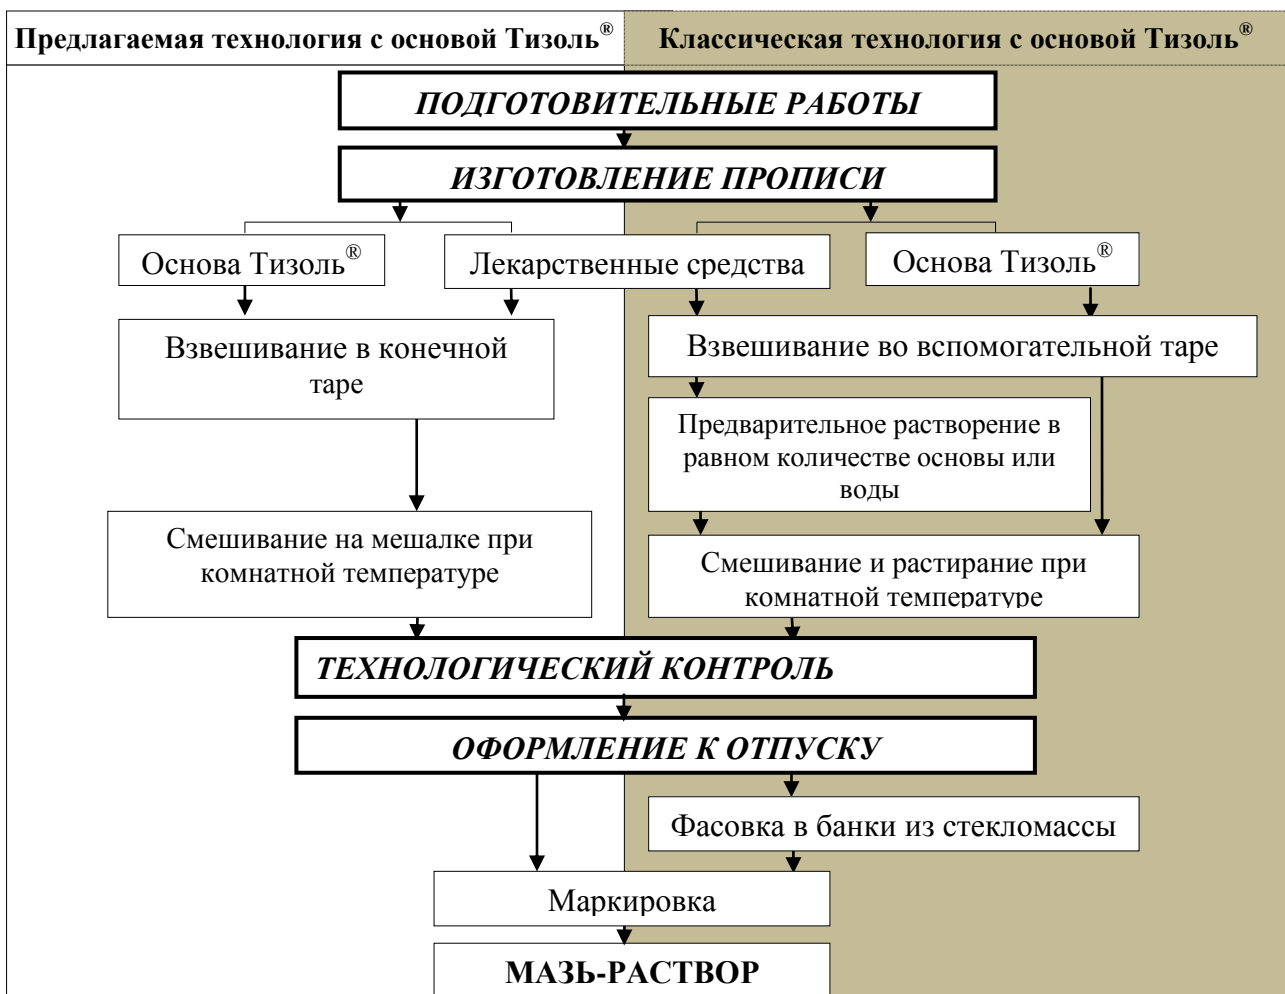 Предлагаемая технология с основой Тизоль®
Классическая технология с основой Тизоль®
ПОДГОТОВИТЕЛЬНЫЕ РАБОТЫ
ИЗГОТОВЛЕНИЕ ПРОПИСИ
Основа Тизоль®
Лекарственные средства
Основа Тизоль®
Взвешивание в конечной
таре
Взвешивание во вспомогательной таре
Предварительное растворение в
равном количестве основы или
воды
Смешивание на мешалке при
комнатной температуре
Смешивание и растирание при
комнатной температуре
ТЕХНОЛОГИЧЕСКИЙ КОНТРОЛЬ
ОФОРМЛЕНИЕ К ОТПУСКУ
Фасовка в банки из стекломассы
Маркировка
МАЗЬ-РАСТВОР